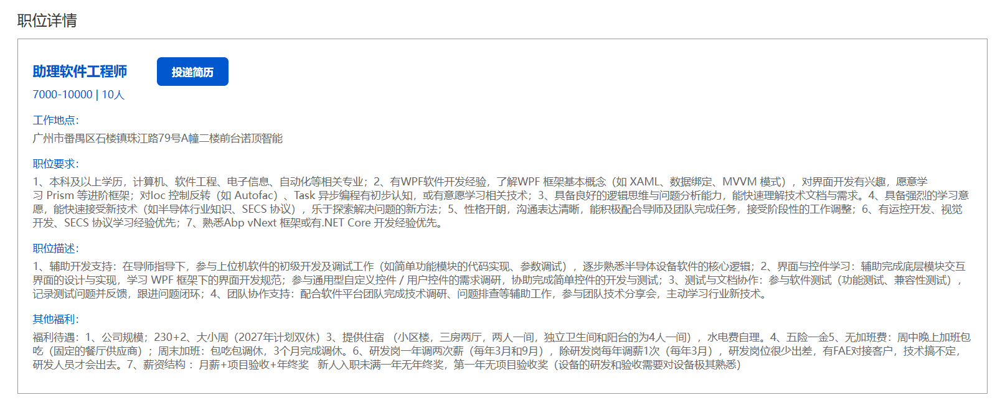 职位详情
助理软件工程师
投递简历
7000-10000 | 10人
工作地点：
广州市番禺区石楼镇珠江路79号A幢二楼前台诺顶智能
职位要求：
1、本科及以上学历，计算机、软件工程、电子信息、自动化等相关专业；2、有WPF软件开发经验，了解WPF 框架基本概念（如 XAML、数据绑定、MVVM 模式），对界面开发有兴趣，愿意学
习 Prism 等进阶框架；对Ioc 控制反转（如 Autofac）、Task 异步编程有初步认知，或有意愿学习相关技术；3、具备良好的逻辑思维与问题分析能力，能快速理解技术文档与需求。4、具备强烈的学习意
愿，能快速接受新技术（如半导体行业知识、SECS 协议），乐于探索解决问题的新方法；5、性格开朗，沟通表达清晰，能积极配合导师及团队完成任务，接受阶段性的工作调整；6、有运控开发、视觉
开发、SECS 协议学习经验优先；7、熟悉Abp vNext 框架或有.NET Core 开发经验优先。
职位描述：
1、辅助开发支持：在导师指导下，参与上位机软件的初级开发及调试工作（如简单功能模块的代码实现、参数调试），逐步熟悉半导体设备软件的核心逻辑；2、界面与控件学习：辅助完成底层模块交互
界面的设计与实现，学习 WPF 框架下的界面开发规范；参与通用型自定义控件 / 用户控件的需求调研，协助完成简单控件的开发与测试；3、测试与文档协作：参与软件测试（功能测试、兼容性测试），
记录测试问题并反馈，跟进问题闭环；4、团队协作支持：配合软件平台团队完成技术调研、问题排查等辅助工作，参与团队技术分享会，主动学习行业新技术。
其他福利：
福利待遇：1、公司规模；230+2、大小周（2027年计划双休）3、提供住宿 （小区楼，三房两厅，两人一间，独立卫生间和阳台的为4人一间），水电费自理。4、五险一金5、无加班费：周中晚上加班包
吃（固定的餐厅供应商）；周末加班：包吃包调休，3个月完成调休。6、研发岗一年调两次薪（每年3月和9月），除研发岗每年调薪1次（每年3月），研发岗位很少出差，有FAE对接客户，技术搞不定，
研发人员才会出去。7、薪资结构 ：月薪+项目验收+年终奖 新人入职未满一年无年终奖，第一年无项目验收奖（设备的研发和验收需要对设备极其熟悉）